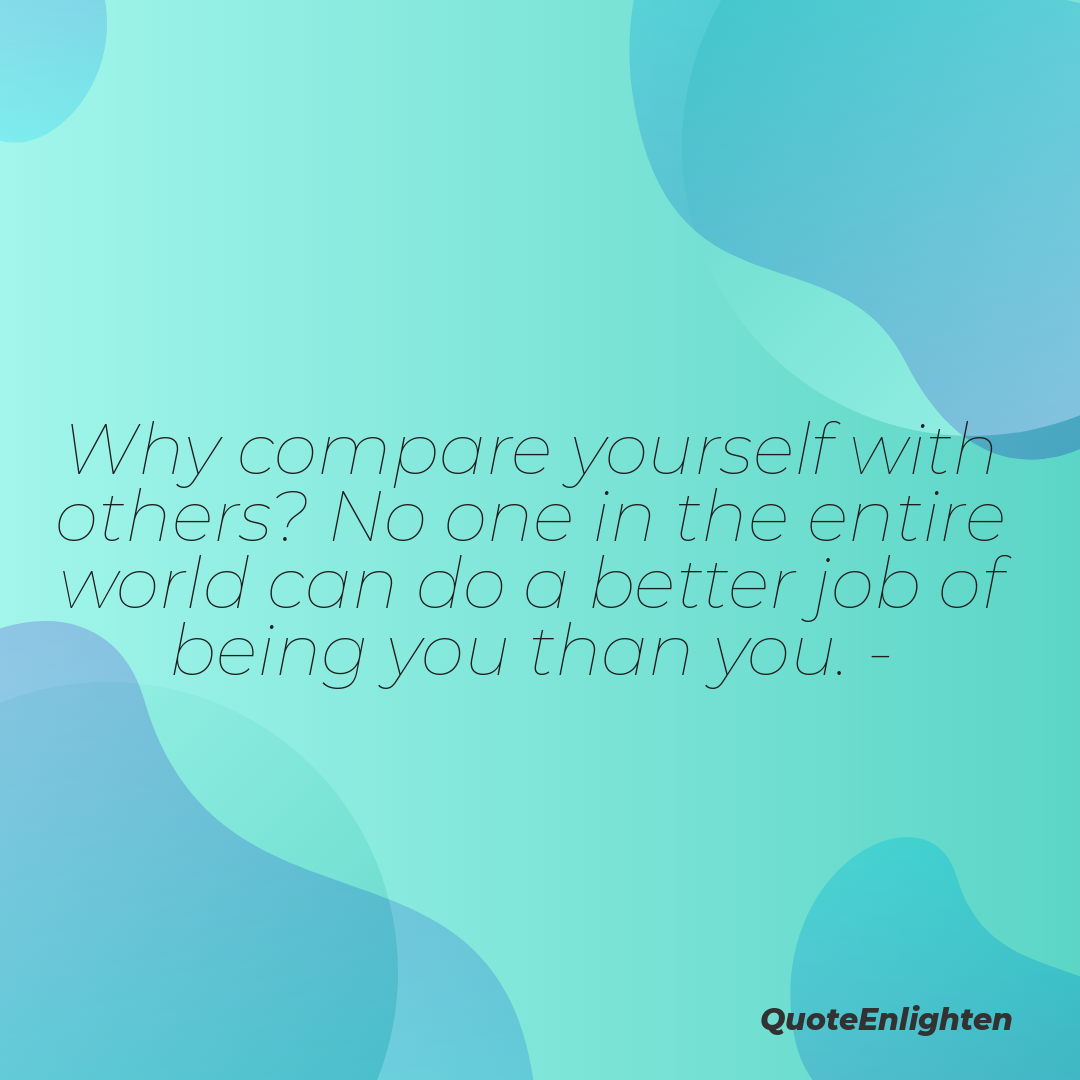 Why compare yourself with
others? No one in the entire
world can do a better job of
being you than you. -
QuoteEnlighten